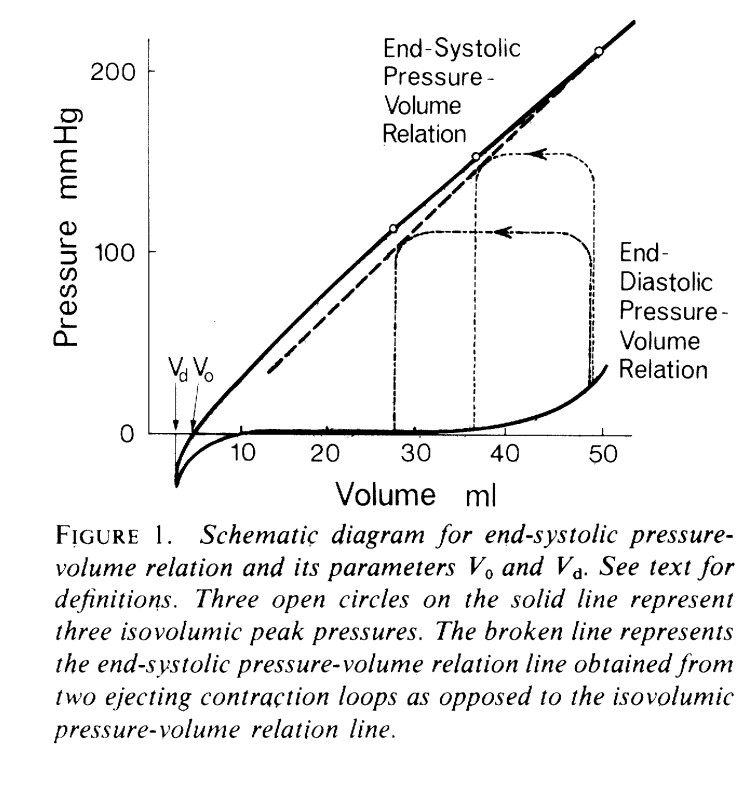 End-Systolic
Pressure-
Volume
Relation
200
100
0
Pressure mmHg
End-
Diastolic
Pressure-
Volume
Relation
Vd Vo
10 20 30 40 50
Volume ml
FIGURE 1. Schematic diagram for end-systolic pressure-
volume relation and its parameters Vo and Vd. See text for
definitions. Three open circles on the solid line represent
three isovolumic peak pressures. The broken line represents
the end-systolic pressure-volume relation line obtained from
two ejecting contraction loops as opposed to the isovolumic
pressure-volume relation line.